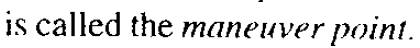 is called the maneuver point.